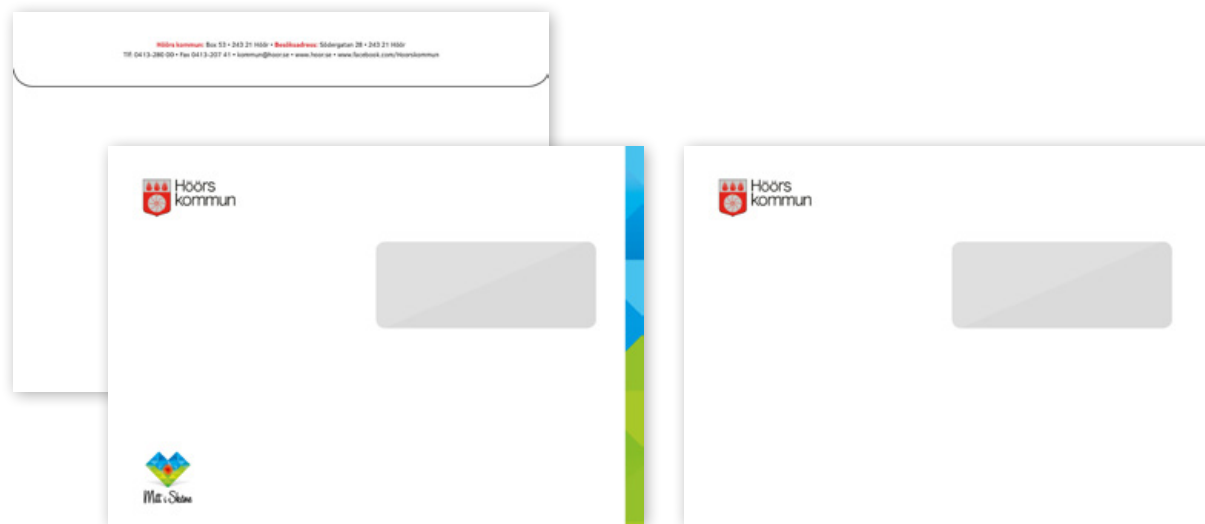 Höörs kommun: Box 53 • 243 21 Höör • Besöksadress: Södergatan 28 • 243 21 Höör
Tlf. 0413-280 00 • Fax 0413-207 41 • kommun@hoor.se • www.hoor.se • www.facebook.com/Hoorskommun
Höörs
kommun
Mitt i Skåne
Höörs
kommun